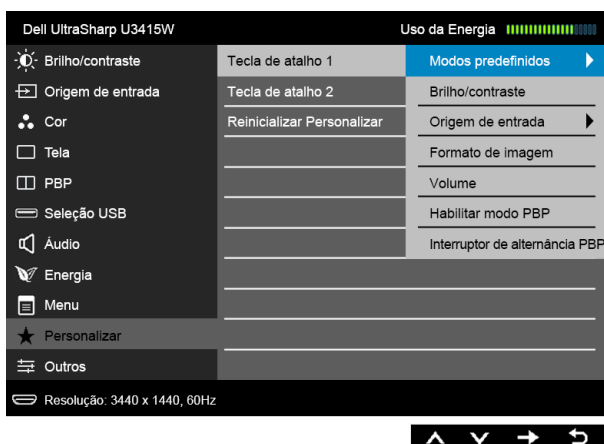 Dell UltraSharp U3415W
Uso da Energia
Brilho/contraste
Origem de entrada
Cor
Tela
PBP
Seleção USB
Áudio
Energia
Menu
Personalizar
Outros
Tecla de atalho 1
Tecla de atalho 2
Reinicializar Personalizar
Modos predefinidos
Brilho/contraste
Origem de entrada
Formato de imagem
Volume
Habilitar modo PBP
Interruptor de alternância PBP
Resolução: 3440 x 1440, 60Hz